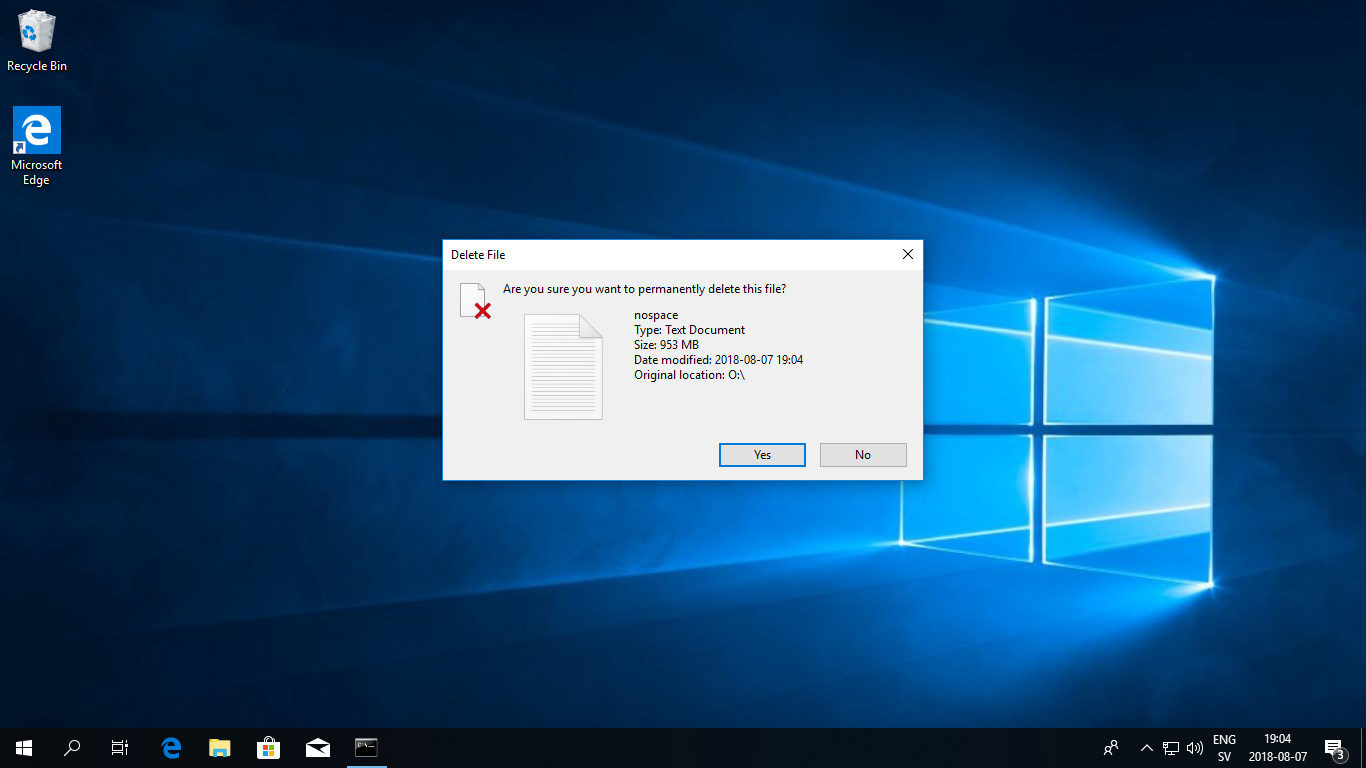 Recycle Bin
Microsoft
Edge
Delete File
Are you sure you want to permanently delete this file?
nospace
Type: Text Document
Size: 953 MB
Date modified: 2018-08-07 19:04
Original location: O:\
Yes
No
ENG
SV
19:04
2018-08-07
3